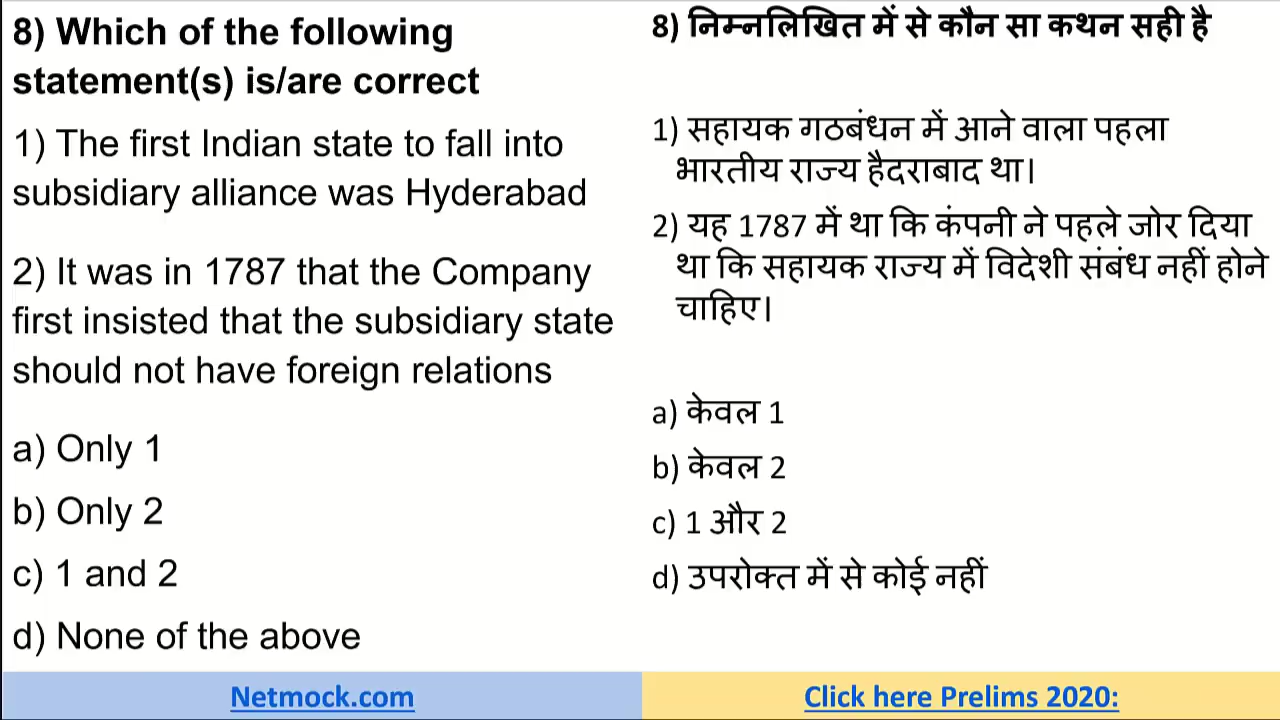 8) Which of the following
statement(s) is/are correct
1) The first Indian state to fall into
subsidiary alliance was Hyderabad
2) It was in 1787 that the Company
first insisted that the subsidiary state
should not have foreign relations
a) Only 1
b) Only 2
c) 1 and 2
d) None of the above
8) निम्नलिखित में से कौन सा कथन सही है
1) सहायक गठबंधन में आने वाला पहला
भारतीय राज्य हैदराबाद था।
2) यह 1787 में था कि कंपनी ने पहले जोर दिया
था कि सहायक राज्य में विदेशी संबंध नहीं होने
चाहिए।
a) केवल 1
b) केवल 2
c) 1 और 2
d) उपरोक्त में से कोई नहीं
Netmock.com
Click here Prelims 2020: